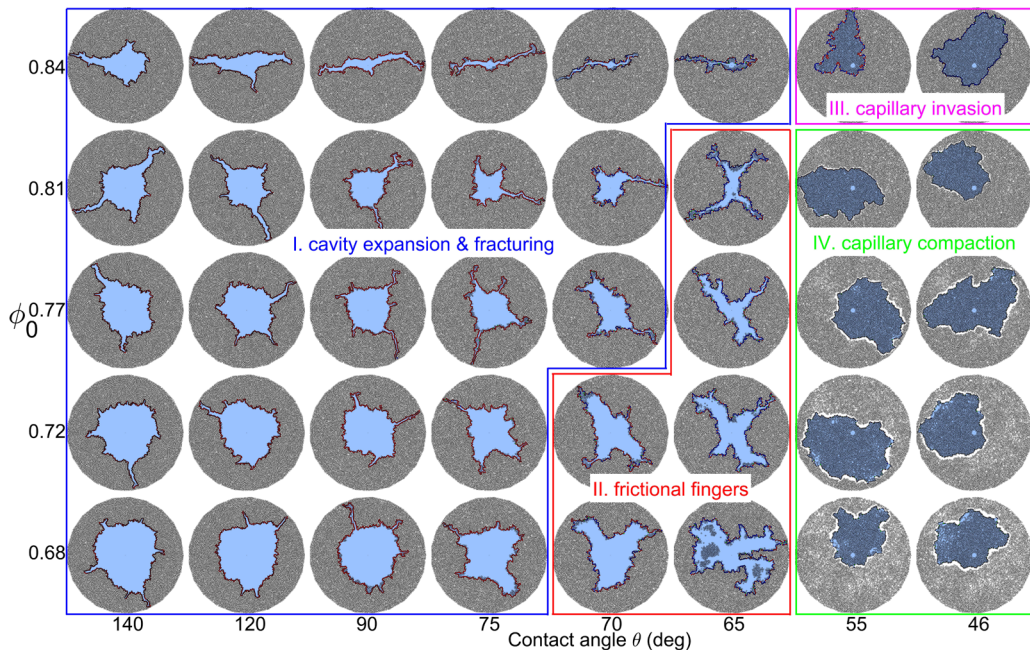 0.84
III. capillary invasion
0.81
I. cavity expansion & fracturing
IV. capillary compaction
ϕ0
0.77
0.72
II. frictional fingers
0.68
140 120 90 75 70 65 55 46
Contact angle θ (deg)